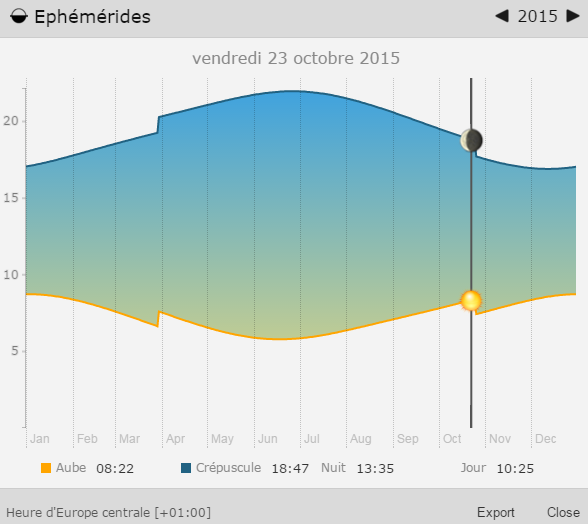 Ephémérides
2015
vendredi 23 octobre 2015
20
15
10
5
Jan Feb Mar Apr May Jun Jul Aug Sep Oct Nov Dec
Aube 08:22 Crépuscule 18:47 Nuit 13:35 Jour 10:25
Heure d'Europe centrale [+01:00] Export Close